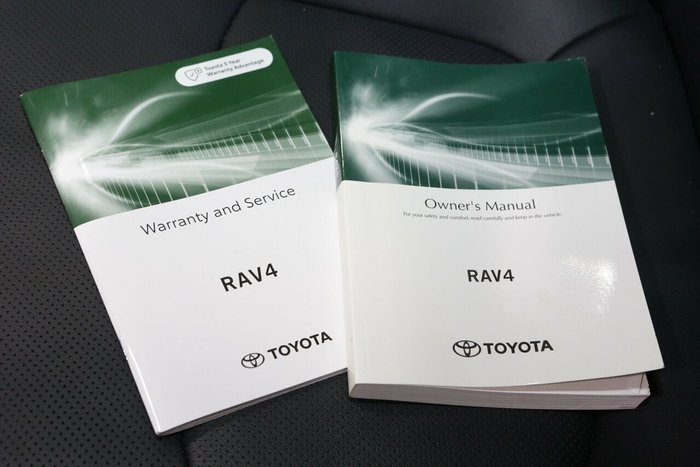 Toyota 5 Year
Warranty Advantage
Warranty and Service
RAV4
TOYOTA
Owner's Manual
For your safety and comfort, read carefully and keep in the vehicle.
RAV4
TOYOTA